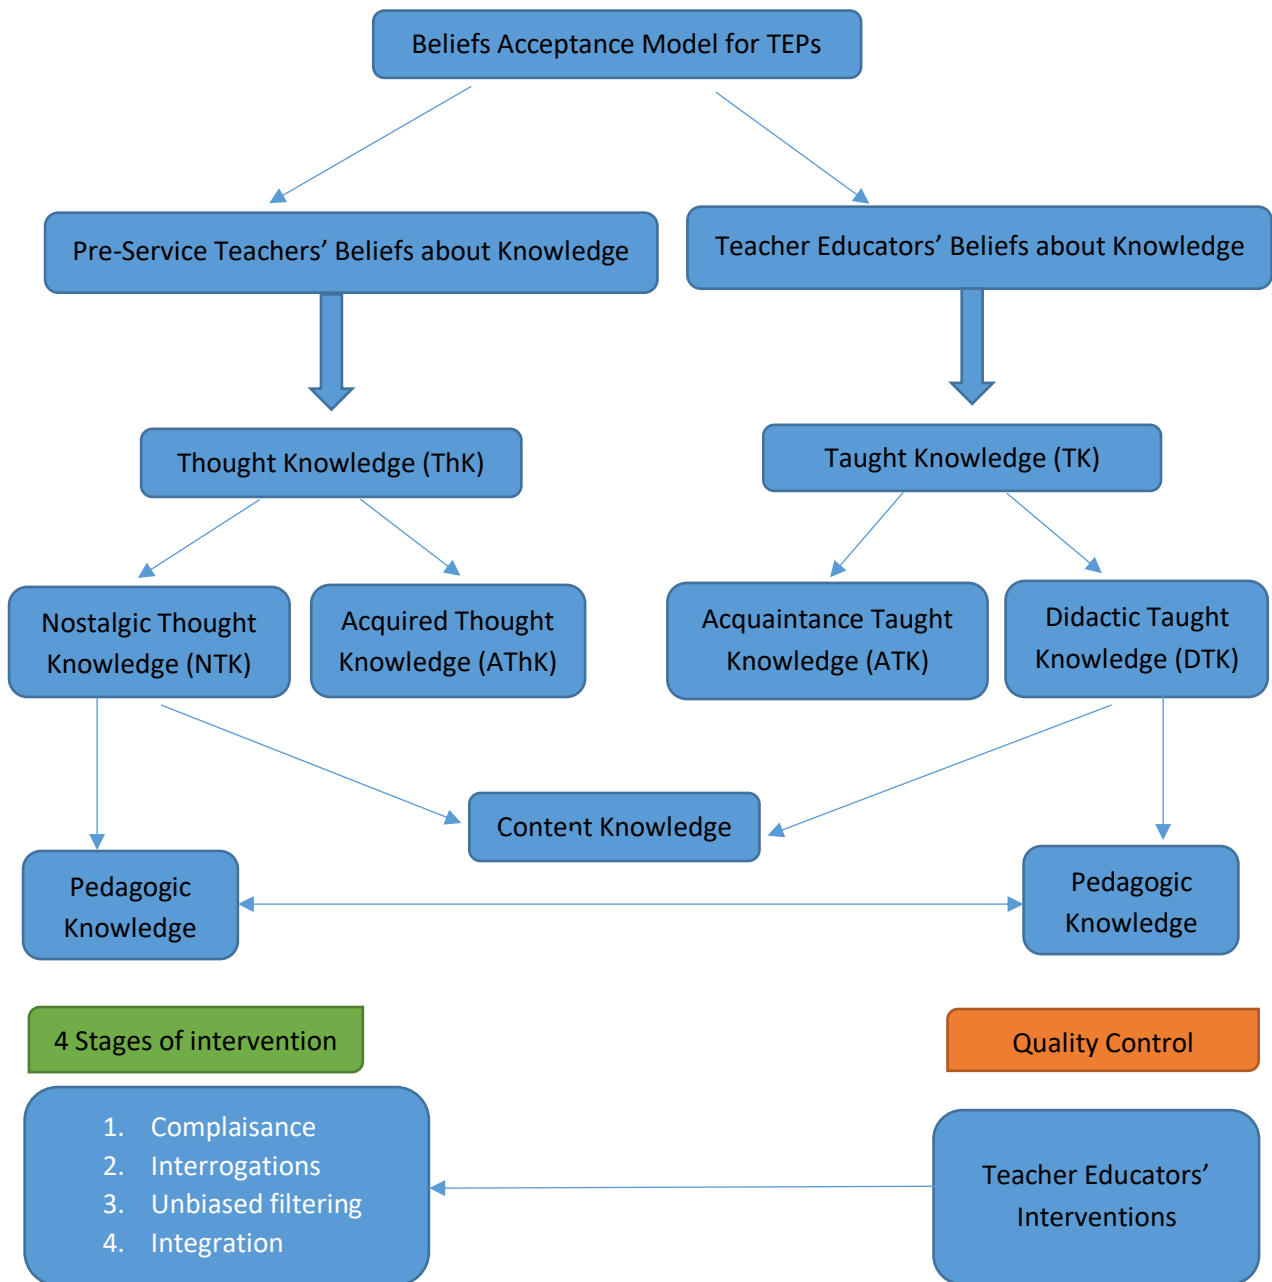 Beliefs Acceptance Model for TEPs
Pre-Service Teachers’ Beliefs about Knowledge
Teacher Educators’ Beliefs about Knowledge
Thought Knowledge (ThK)
Taught Knowledge (TK)
Nostalgic Thought
Knowledge (NTK)
Acquired Thought
Knowledge (AThK)
Acquaintance Taught
Knowledge (ATK)
Didactic Taught
Knowledge (DTK)
Content Knowledge
Pedagogic
Knowledge
Pedagogic
Knowledge
4 Stages of intervention
Quality Control
1. Complaisance
2. Interrogations
3. Unbiased filtering
4. Integration
Teacher Educators’
Interventions